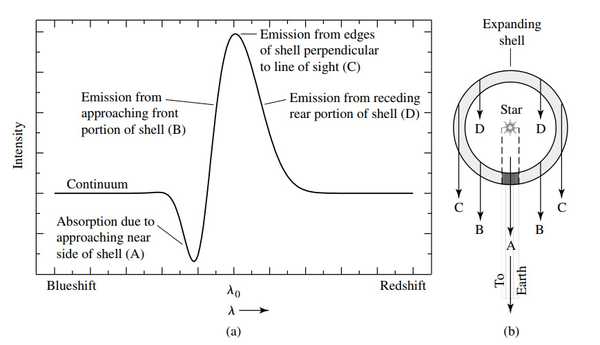 Intensity
Emission from edges
of shell perpendicular
to line of sight (C)
Emission from
approaching front
portion of shell (B)
Emission from receding
rear portion of shell (D)
Continuum
Absorption due to
approaching near
side of shell (A)
Blueshift
λ₀
Redshift
λ
(a)
Expanding
shell
Star
D
D
C
C
B
B
A
To
Earth
(b)